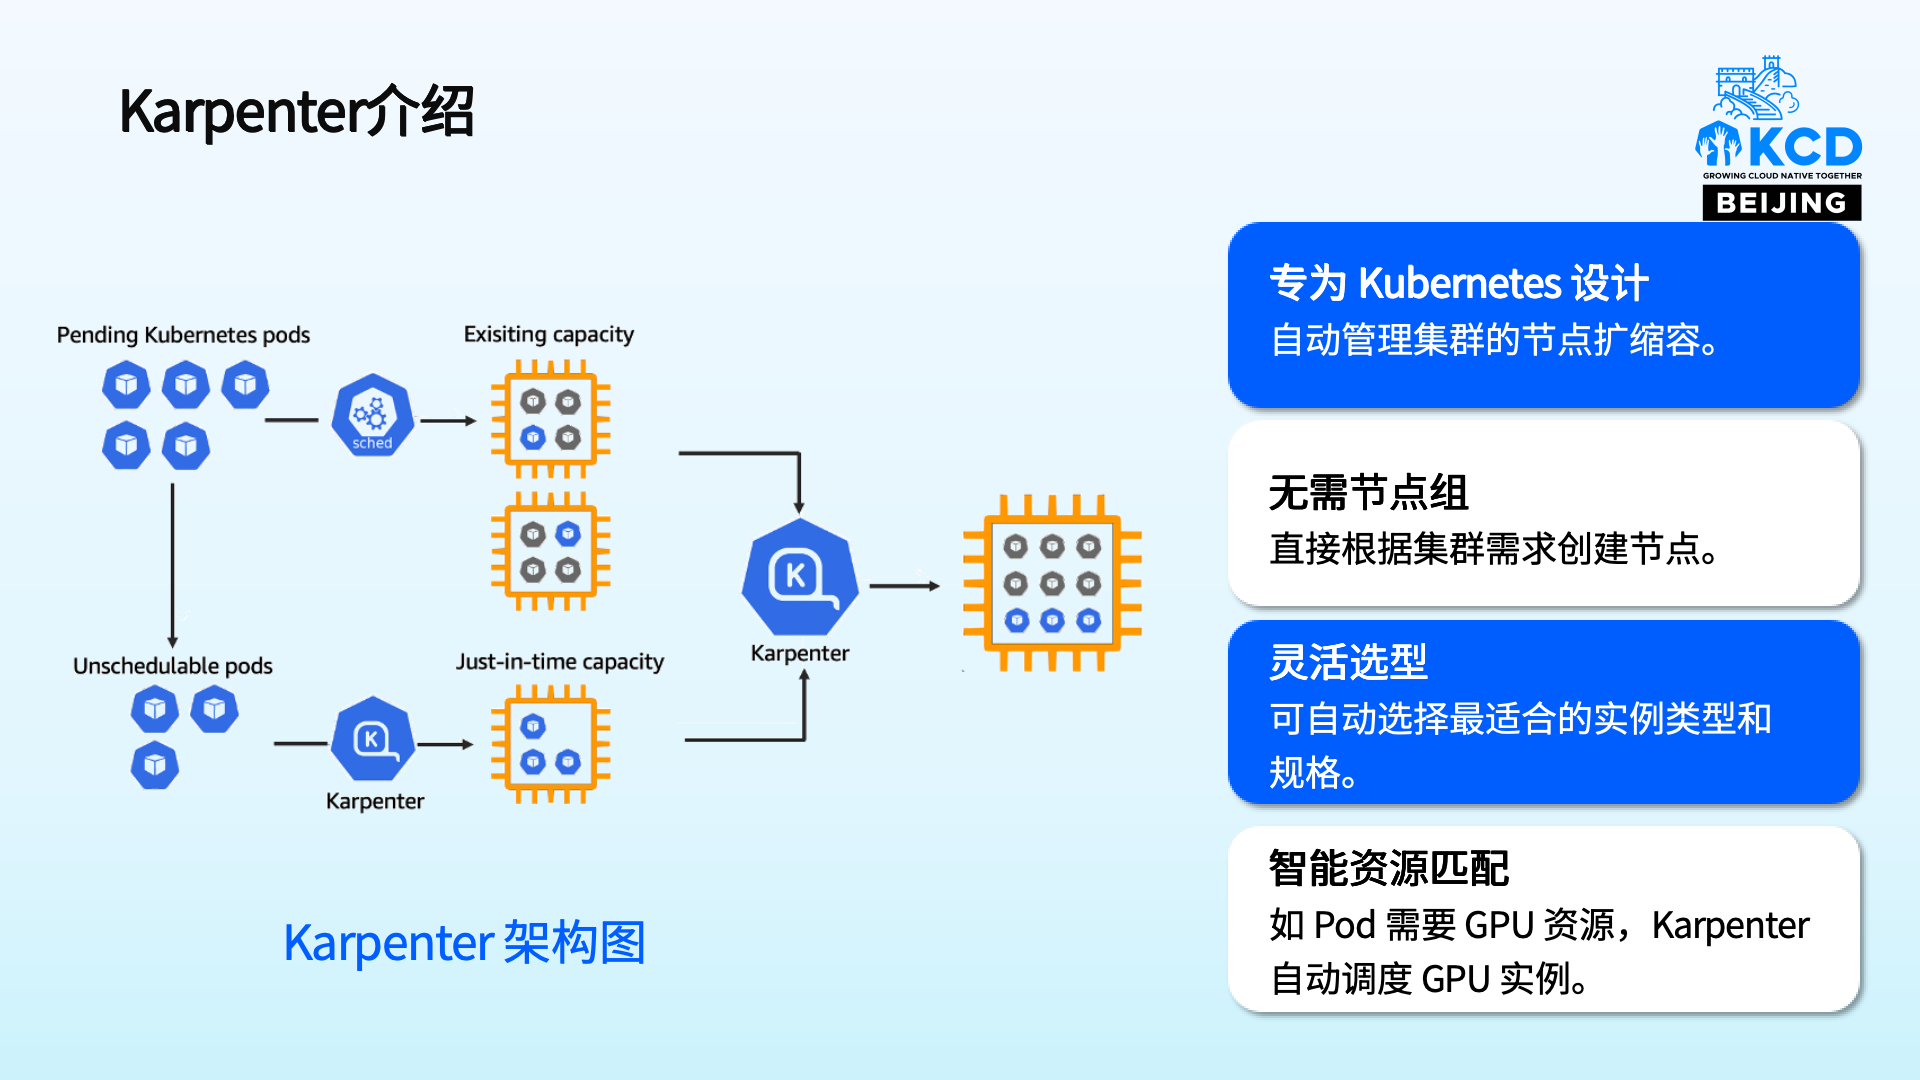 Karpenter介绍
KCD
GROWING CLOUD NATIVE TOGETHER
BEIJING
Pending Kubernetes pods
Exisiting capacity
sched
Unschedulable pods
Just-in-time capacity
Karpenter
Karpenter
Karpenter 架构图
专为 Kubernetes 设计
自动管理集群的节点扩缩容。
无需节点组
直接根据集群需求创建节点。
灵活选型
可自动选择最适合的实例类型和
规格。
智能资源匹配
如 Pod 需要 GPU 资源，Karpenter
自动调度 GPU 实例。